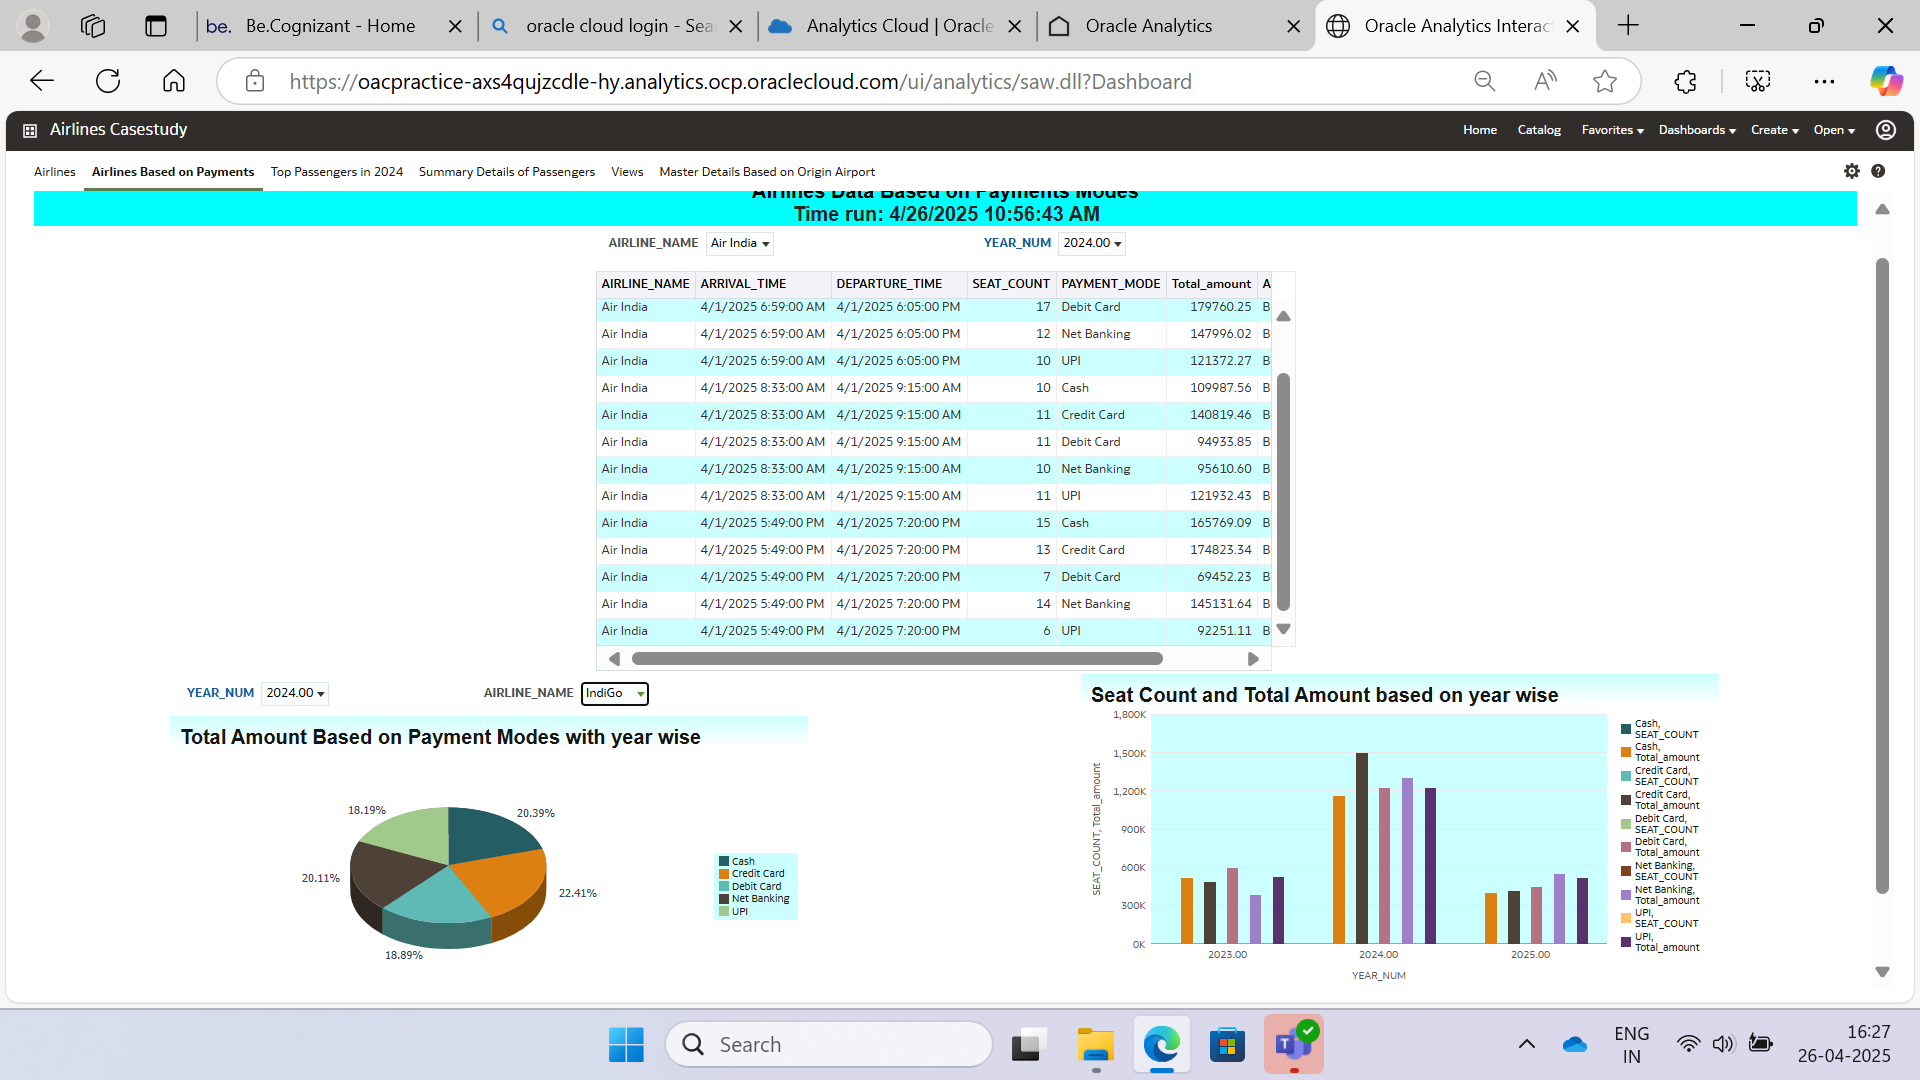 be. Be.Cognizant - Home
oracle cloud login - Sea
Analytics Cloud | Oracle
Oracle Analytics
Oracle Analytics Interac
https://oacpractice-axs4qujzcdle-hy.analytics.ocp.oraclecloud.com/ui/analytics/saw.dll?Dashboard
Airlines Casestudy
Home Catalog Favorites Dashboards Create Open
Airlines Airlines Based on Payments Top Passengers in 2024 Summary Details of Passengers Views Master Details Based on Origin Airport
Airlines Data Based on Payments Modes
Time run: 4/26/2025 10:56:43 AM
AIRLINE_NAME Air India YEAR_NUM 2024.00
AIRLINE_NAME ARRIVAL_TIME DEPARTURE_TIME SEAT_COUNT PAYMENT_MODE Total_amount A
Air India 4/1/2025 6:59:00 AM 4/1/2025 6:05:00 PM 17 Debit Card 179760.25 B
Air India 4/1/2025 6:59:00 AM 4/1/2025 6:05:00 PM 12 Net Banking 147996.02 B
Air India 4/1/2025 6:59:00 AM 4/1/2025 6:05:00 PM 10 UPI 121372.27 B
Air India 4/1/2025 8:33:00 AM 4/1/2025 9:15:00 AM 10 Cash 109987.56 B
Air India 4/1/2025 8:33:00 AM 4/1/2025 9:15:00 AM 11 Credit Card 140819.46 B
Air India 4/1/2025 8:33:00 AM 4/1/2025 9:15:00 AM 11 Debit Card 94933.85 B
Air India 4/1/2025 8:33:00 AM 4/1/2025 9:15:00 AM 10 Net Banking 95610.60 B
Air India 4/1/2025 8:33:00 AM 4/1/2025 9:15:00 AM 11 UPI 121932.43 B
Air India 4/1/2025 5:49:00 PM 4/1/2025 7:20:00 PM 15 Cash 165769.09 B
Air India 4/1/2025 5:49:00 PM 4/1/2025 7:20:00 PM 13 Credit Card 174823.34 B
Air India 4/1/2025 5:49:00 PM 4/1/2025 7:20:00 PM 7 Debit Card 69452.23 B
Air India 4/1/2025 5:49:00 PM 4/1/2025 7:20:00 PM 14 Net Banking 145131.64 B
Air India 4/1/2025 5:49:00 PM 4/1/2025 7:20:00 PM 6 UPI 92251.11 B
YEAR_NUM 2024.00 AIRLINE_NAME IndiGo
Total Amount Based on Payment Modes with year wise
18.19%
20.39%
20.11%
22.41%
18.89%
Cash
Credit Card
Debit Card
Net Banking
UPI
Seat Count and Total Amount based on year wise
SEAT_COUNT, Total_amount
1,800K
1,500K
1,200K
900K
600K
300K
0K
2023.00 2024.00 2025.00
YEAR_NUM
Cash,
SEAT_COUNT
Cash,
Total_amount
Credit Card,
SEAT_COUNT
Credit Card,
Total_amount
Debit Card,
SEAT_COUNT
Debit Card,
Total_amount
Net Banking,
SEAT_COUNT
Net Banking,
Total_amount
UPI,
SEAT_COUNT
UPI,
Total_amount
Search
ENG
IN
16:27
26-04-2025